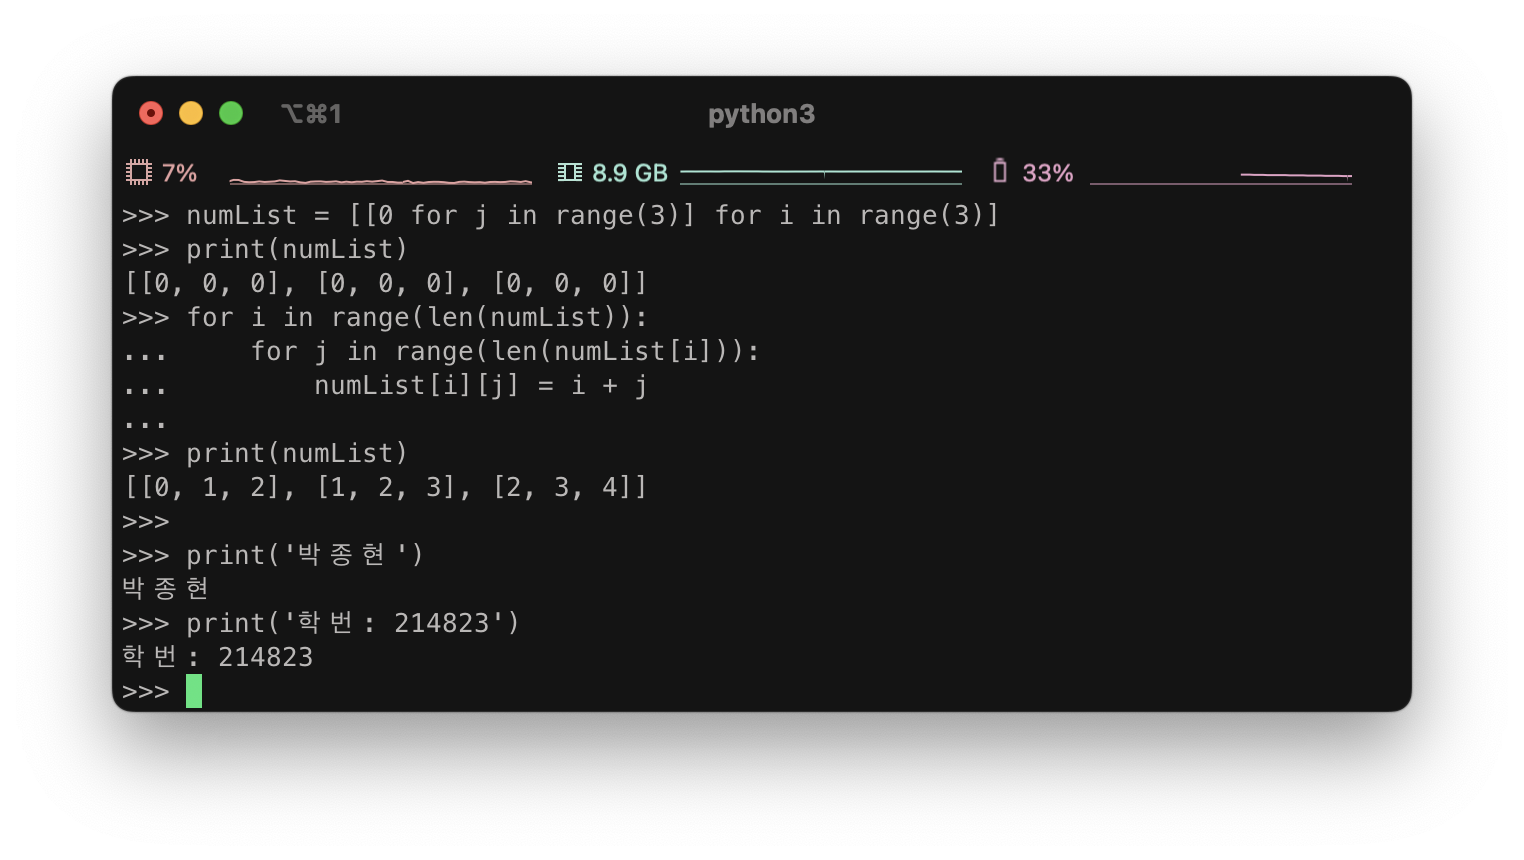 ⌥⌘1 python3
7% 8.9 GB 33%
>>> numList = [[0 for j in range(3)] for i in range(3)]
>>> print(numList)
[[0, 0, 0], [0, 0, 0], [0, 0, 0]]
>>> for i in range(len(numList)):
...     for j in range(len(numList[i])):
...         numList[i][j] = i + j
...
>>> print(numList)
[[0, 1, 2], [1, 2, 3], [2, 3, 4]]
>>>
>>> print('박종현')
박종현
>>> print('학번: 214823')
학번: 214823
>>>